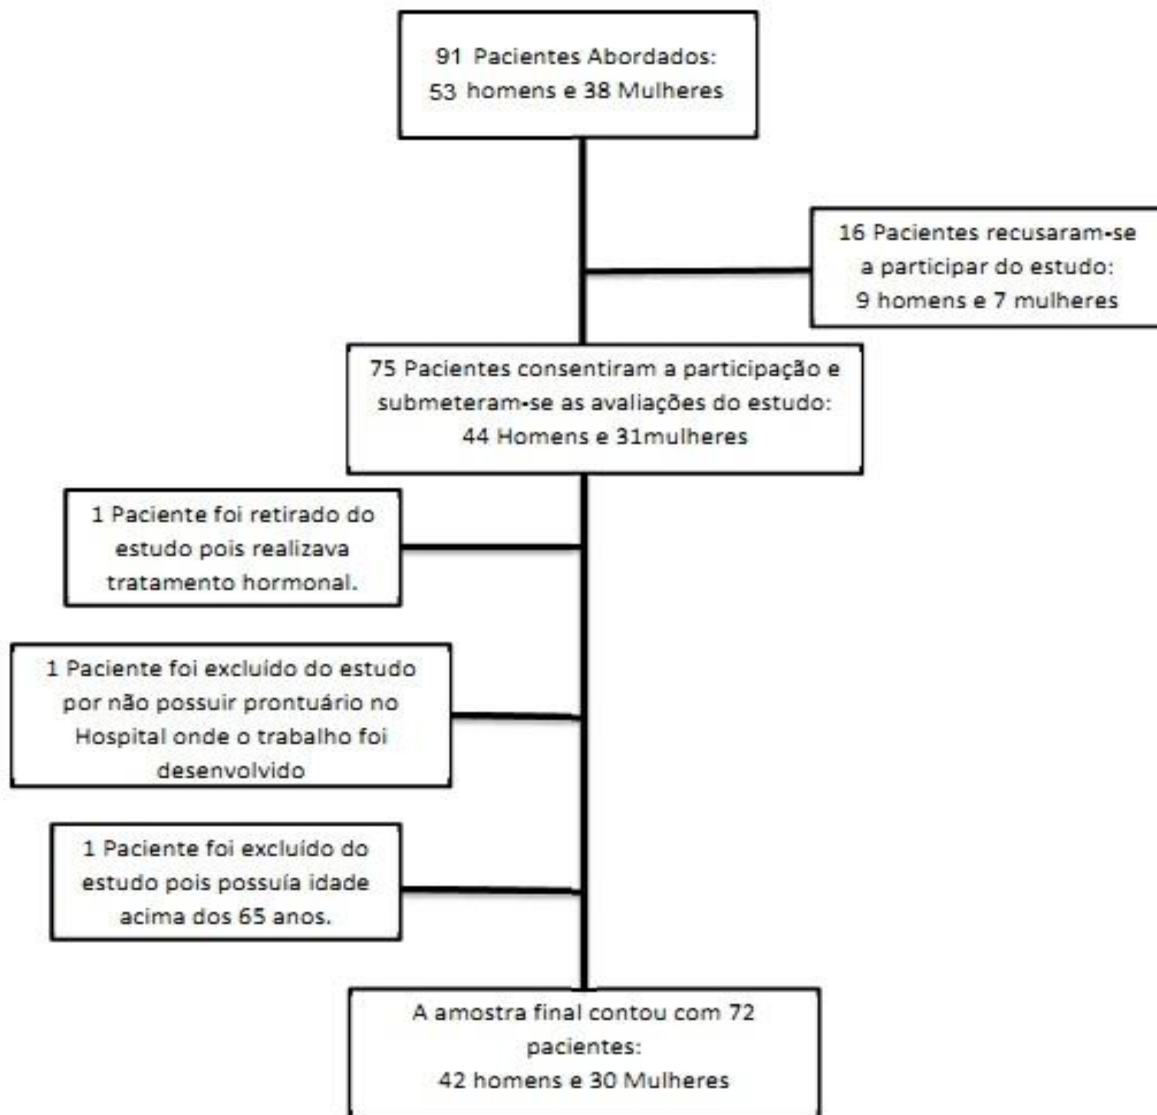 91 Pacientes Abordados:
53 homens e 38 Mulheres
16 Pacientes recusaram-se
a participar do estudo:
9 homens e 7 mulheres
75 Pacientes consentiram a participação e
submeteram-se as avaliações do estudo:
44 Homens e 31mulheres
1 Paciente foi retirado do
estudo pois realizava
tratamento hormonal.
1 Paciente foi excluído do estudo
por não possuir prontuário no
Hospital onde o trabalho foi
desenvolvido
1 Paciente foi excluído do
estudo pois possuía idade
acima dos 65 anos.
A amostra final contou com 72
pacientes:
42 homens e 30 Mulheres